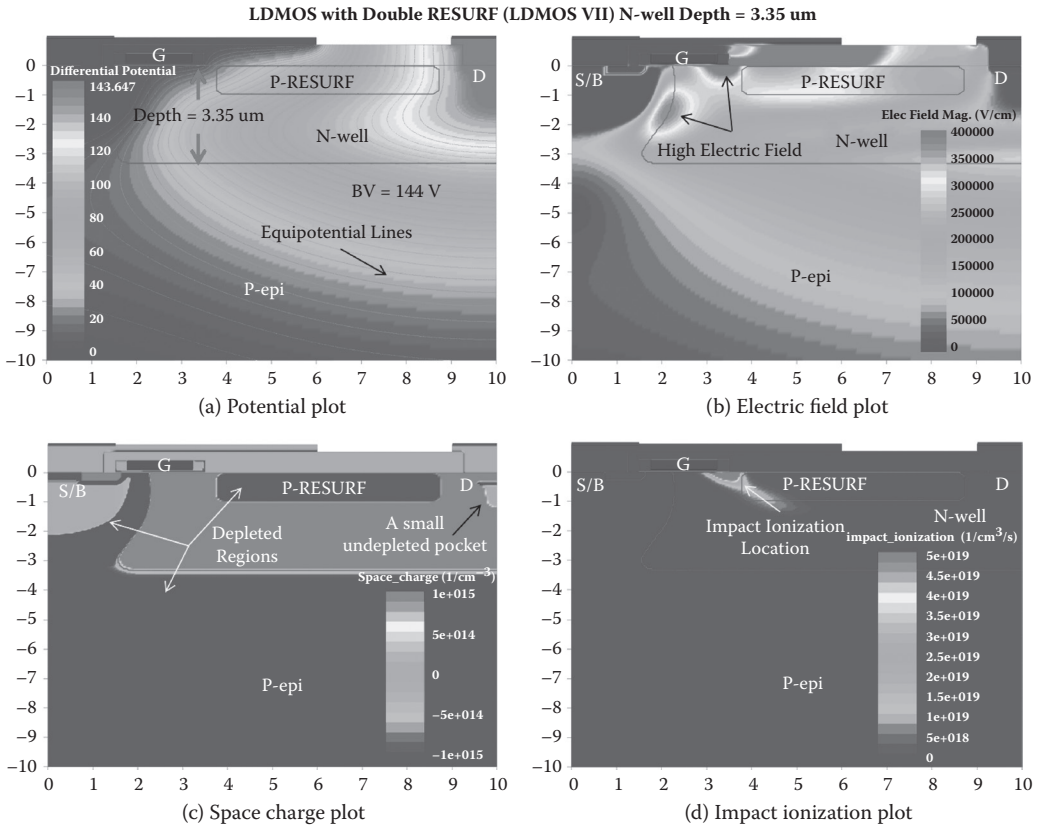 LDMOS with Double RESURF (LDMOS VII) N-well Depth = 3.35 um
G
0
Differential Potential
P-RESURF
D
143.647
−1
140
Depth = 3.35 um
−2
N-well
120
−3
100
−4
BV = 144 V
−5
80
Equipotential Lines
−6
60
−7
40
P-epi
−8
20
−9
0
−10
0 1 2 3 4 5 6 7 8 9 10
(a) Potential plot
G
0
S/B
P-RESURF
D
−1
Elec Field Mag. (V/cm)
400000
−2
N-well
350000
High Electric Field
−3
300000
−4
250000
−5
200000
−6
150000
−7
P-epi
100000
−8
50000
−9
0
−10
0 1 2 3 4 5 6 7 8 9 10
(b) Electric field plot
G
0
S/B
P-RESURF
D
−1
A small
undepleted pocket
−2
Depleted
Regions
−3
Space_charge (1/cm−3)
−4
1e+015
−5
5e+014
−6
0
−7
P-epi
−8
−5e+014
−9
−1e+015
−10
0 1 2 3 4 5 6 7 8 9 10
(c) Space charge plot
G
0
S/B
P-RESURF
D
−1
Impact Ionization
Location
N-well
−2
impact_ionization (1/cm3/s)
5e+019
−3
4.5e+019
−4
4e+019
−5
3.5e+019
3e+019
−6
2.5e+019
−7
P-epi
2e+019
1.5e+019
−8
1e+019
−9
5e+018
0
−10
0 1 2 3 4 5 6 7 8 9 10
(d) Impact ionization plot